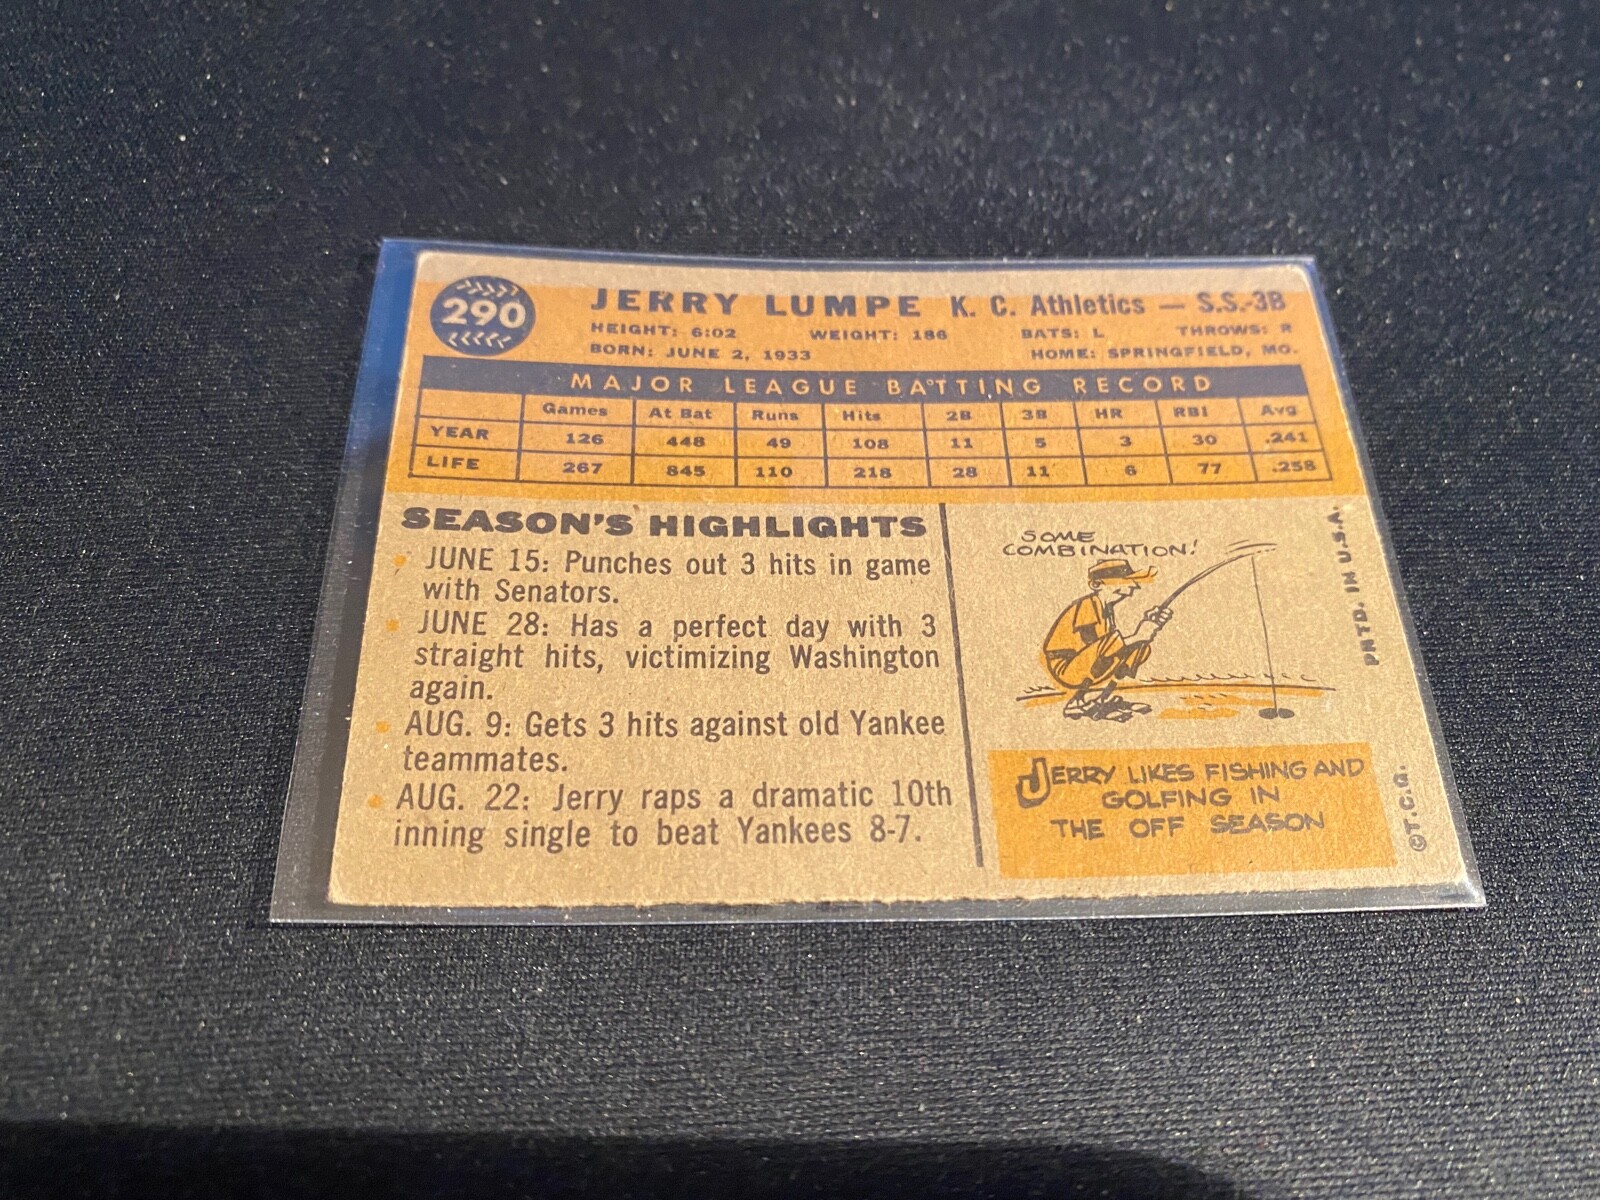 290
JERRY LUMPE K. C. Athletics — S.S.-3B
HEIGHT: 6:02 WEIGHT: 186 BATS: L THROWS: R
BORN: JUNE 2, 1933 HOME: SPRINGFIELD, MO.
MAJOR LEAGUE BATTING RECORD
Games At Bat Runs Hits 2B 3B HR RBI Avg
YEAR 126 448 49 108 11 5 3 30 .241
LIFE 267 845 110 218 28 11 6 77 .258
SEASON'S HIGHLIGHTS
• JUNE 15: Punches out 3 hits in game
with Senators.
• JUNE 28: Has a perfect day with 3
straight hits, victimizing Washington
again.
• AUG. 9: Gets 3 hits against old Yankee
teammates.
• AUG. 22: Jerry raps a dramatic 10th
inning single to beat Yankees 8-7.
SOME
COMBINATION!
JERRY LIKES FISHING AND
GOLFING IN
THE OFF SEASON
©T.C.G. PNTD. IN U.S.A.